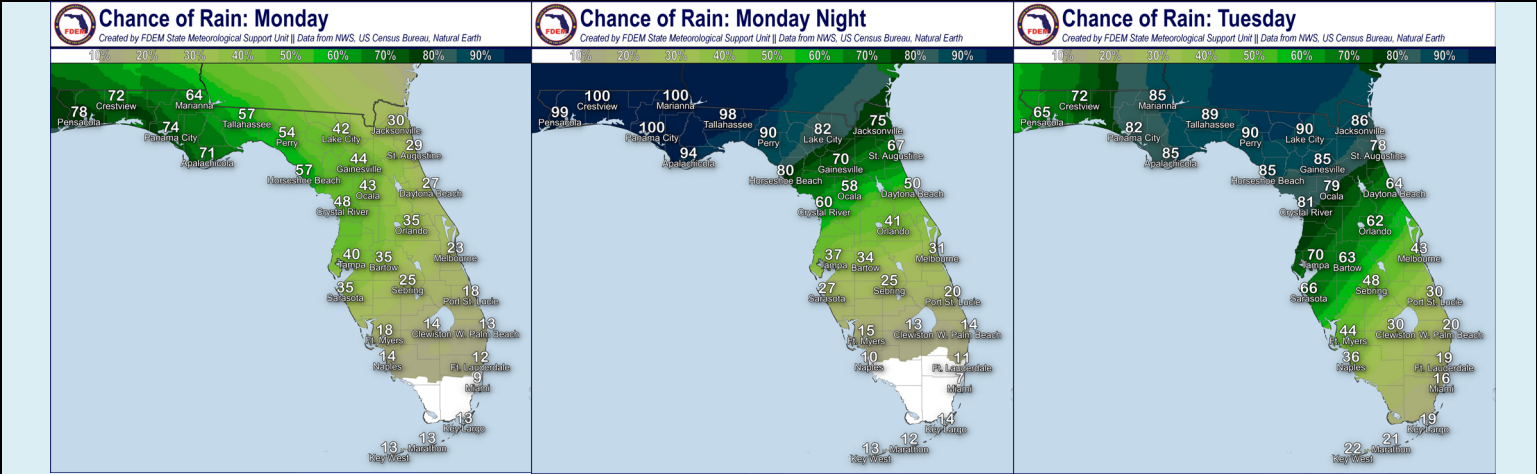 Chance of Rain: Monday
Created by FDEM State Meteorological Support Unit || Data from NWS, US Census Bureau, Natural Earth
FDEM
10% 20% 30% 40% 50% 60% 70% 80% 90%
72
Crestview
64
Marianna
78
Pensacola
57
Tallahassee
30
Jacksonville
74
Panama City
54
Perry
42
Lake City
71
Apalachicola
29
St. Augustine
44
Gainesville
57
Horseshoe Beach
43
Ocala
27
Daytona Beach
48
Crystal River
35
Orlando
40
Tampa
35
Bartow
23
Melbourne
35
Sarasota
25
Sebring
18
Port St. Lucie
18
Ft. Myers
14
Clewiston
13
W. Palm Beach
14
Naples
12
Ft. Lauderdale
9
Miami
13
Key Largo
13
Marathon
13
Key West
Chance of Rain: Monday Night
Created by FDEM State Meteorological Support Unit || Data from NWS, US Census Bureau, Natural Earth
FDEM
10% 20% 30% 40% 50% 60% 70% 80% 90%
100
Crestview
100
Marianna
99
Pensacola
98
Tallahassee
75
Jacksonville
100
Panama City
90
Perry
82
Lake City
94
Apalachicola
67
St. Augustine
70
Gainesville
80
Horseshoe Beach
58
Ocala
50
Daytona Beach
60
Crystal River
41
Orlando
37
Tampa
34
Bartow
31
Melbourne
27
Sarasota
25
Sebring
20
Port St. Lucie
15
Ft. Myers
13
Clewiston
14
W. Palm Beach
10
Naples
11
Ft. Lauderdale
7
Miami
14
Key Largo
12
Marathon
13
Key West
Chance of Rain: Tuesday
Created by FDEM State Meteorological Support Unit || Data from NWS, US Census Bureau, Natural Earth
FDEM
10% 20% 30% 40% 50% 60% 70% 80% 90%
72
Crestview
85
Marianna
65
Pensacola
89
Tallahassee
86
Jacksonville
82
Panama City
90
Perry
90
Lake City
85
Apalachicola
78
St. Augustine
85
Gainesville
85
Horseshoe Beach
79
Ocala
64
Daytona Beach
81
Crystal River
62
Orlando
70
Tampa
63
Bartow
43
Melbourne
66
Sarasota
48
Sebring
30
Port St. Lucie
44
Ft. Myers
30
Clewiston
20
W. Palm Beach
36
Naples
19
Ft. Lauderdale
16
Miami
19
Key Largo
21
Marathon
22
Key West